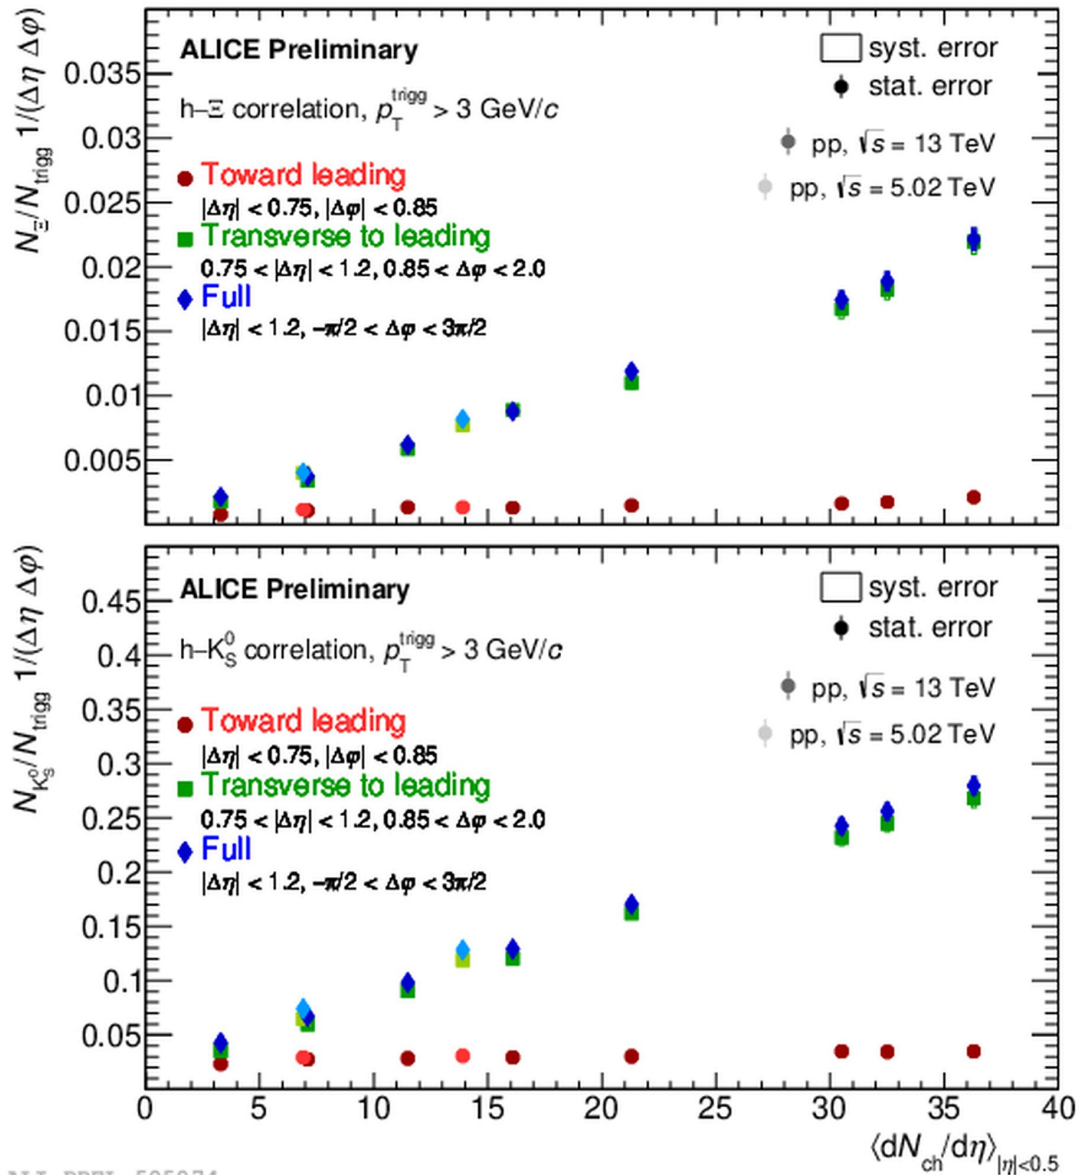 ALICE Preliminary
syst. error
stat. error
h–Ξ correlation, p_T^trigg > 3 GeV/c
pp, √s = 13 TeV
pp, √s = 5.02 TeV
Toward leading
|Δη| < 0.75, |Δφ| < 0.85
Transverse to leading
0.75 < |Δη| < 1.2, 0.85 < Δφ < 2.0
Full
|Δη| < 1.2, –π/2 < Δφ < 3π/2
N_Ξ/N_trigg 1/(Δη Δφ)
0.035
0.03
0.025
0.02
0.015
0.01
0.005
ALICE Preliminary
syst. error
stat. error
h–K_S^0 correlation, p_T^trigg > 3 GeV/c
pp, √s = 13 TeV
pp, √s = 5.02 TeV
Toward leading
|Δη| < 0.75, |Δφ| < 0.85
Transverse to leading
0.75 < |Δη| < 1.2, 0.85 < Δφ < 2.0
Full
|Δη| < 1.2, –π/2 < Δφ < 3π/2
N_K_S^0/N_trigg 1/(Δη Δφ)
0.45
0.4
0.35
0.3
0.25
0.2
0.15
0.1
0.05
0 5 10 15 20 25 30 35 40
⟨dN_ch/dη⟩_|η|<0.5